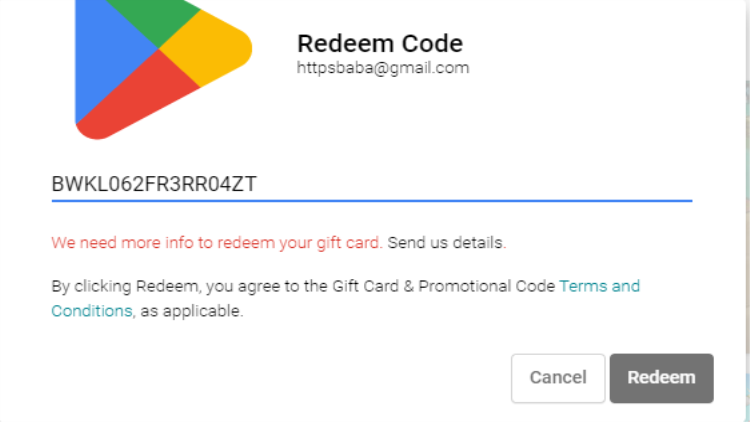 Redeem Code
httpsbaba@gmail.com
BWKL062FR3RR04ZT
We need more info to redeem your gift card. Send us details.
By clicking Redeem, you agree to the Gift Card & Promotional Code Terms and
Conditions, as applicable.
Cancel Redeem